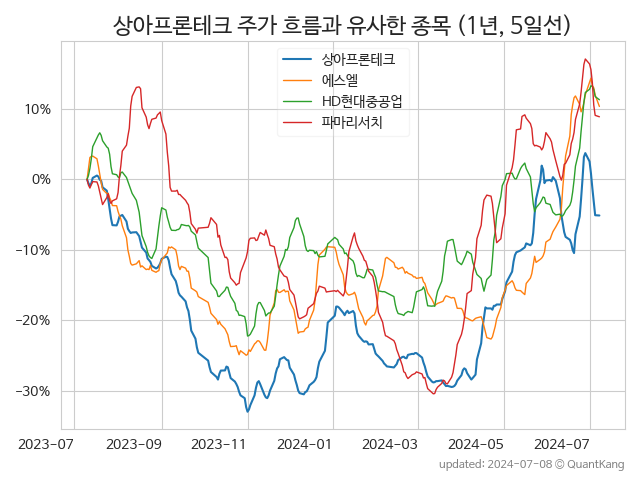 상아프론테크 주가 흐름과 유사한 종목 (1년, 5일선)
상아프론테크
에스엘
HD현대중공업
파마리서치
10%
0%
−10%
−20%
−30%
2023-07
2023-09
2023-11
2024-01
2024-03
2024-05
2024-07
updated: 2024-07-08 © QuantKang